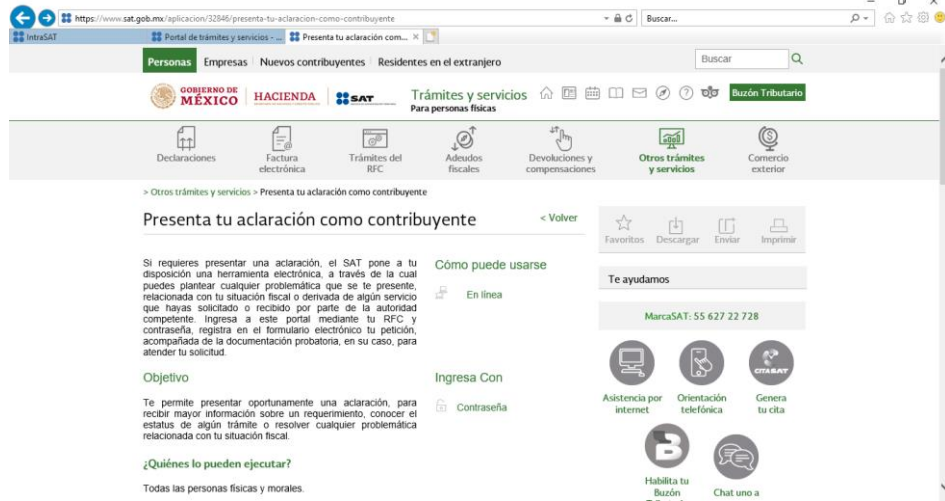 https://www.sat.gob.mx/aplicacion/32846/presenta-tu-aclaracion-como-contribuyente
Buscar...
IntraSAT
Portal de trámites y servicios - ...
Presenta tu aclaración com...
Personas Empresas Nuevos contribuyentes Residentes en el extranjero
Buscar
GOBIERNO DE
MÉXICO
HACIENDA
SAT
Trámites y servicios
Para personas físicas
Buzón Tributario
Declaraciones
Factura
electrónica
Trámites del
RFC
Adeudos
fiscales
Devoluciones y
compensaciones
Otros trámites
y servicios
Comercio
exterior
> Otros trámites y servicios > Presenta tu aclaración como contribuyente
Presenta tu aclaración como contribuyente
< Volver
Favoritos Descargar Enviar Imprimir
Si requieres presentar una aclaración, el SAT pone a tu
disposición una herramienta electrónica, a través de la cual
puedes plantear cualquier problemática que se te presente,
relacionada con tu situación fiscal o derivada de algún servicio
que hayas solicitado o recibido por parte de la autoridad
competente. Ingresa a este portal mediante tu RFC y
contraseña, registra en el formulario electrónico tu petición,
acompañada de la documentación probatoria, en su caso, para
atender tu solicitud.
Cómo puede usarse
En línea
Te ayudamos
MarcaSAT: 55 627 22 728
Objetivo
Te permite presentar oportunamente una aclaración, para
recibir mayor información sobre un requerimiento, conocer el
estatus de algún trámite o resolver cualquier problemática
relacionada con tu situación fiscal.
Ingresa Con
Contraseña
CITASAT
Asistencia por
internet
Orientación
telefónica
Genera
tu cita
¿Quiénes lo pueden ejecutar?
Todas las personas físicas y morales.
Habilita tu
Buzón
Chat uno a